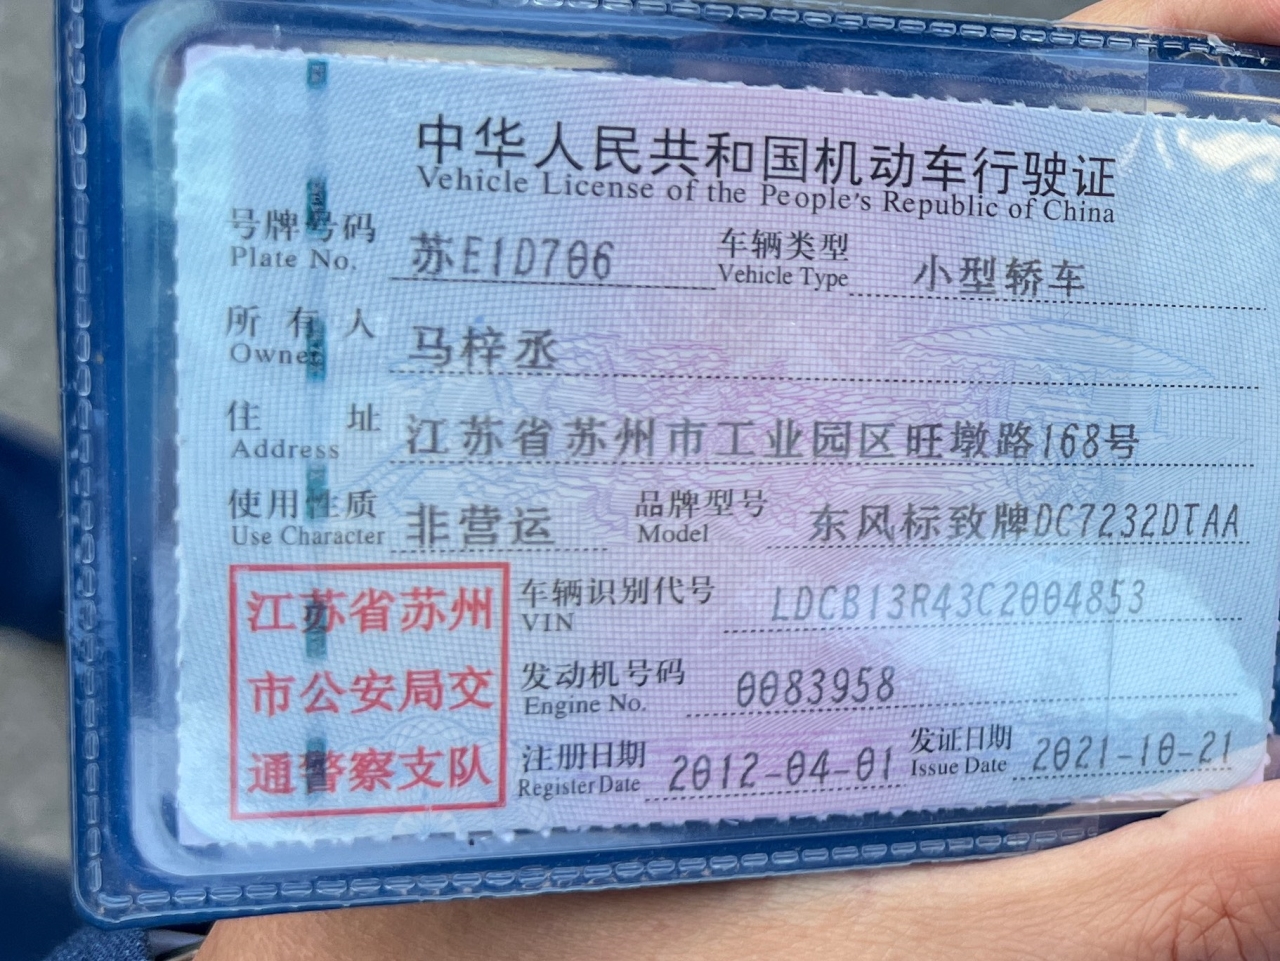 中华人民共和国机动车行驶证
Vehicle License of the People's Republic of China
号牌号码 苏E1D706 车辆类型 小型轿车
Plate No. Vehicle Type
所有人 马梓丞
Owner
住址 江苏省苏州市工业园区旺墩路168号
Address
使用性质 非营运 品牌型号 东风标致牌DC7232DTAA
Use Character Model
江苏省苏州
市公安局交
通警察支队
车辆识别代号 LDCB13R43C2004853
VIN
发动机号码 0083958
Engine No.
注册日期 2012-04-01 发证日期 2021-10-21
Register Date Issue Date